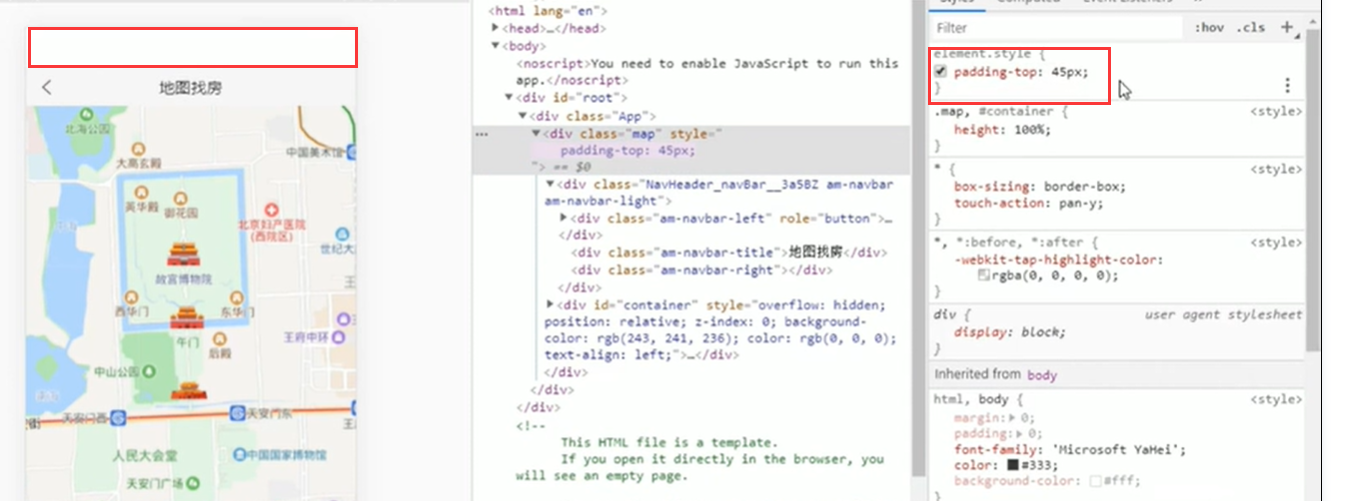 地图找房
北海公园
大高玄殿
中国美术馆
英华殿
御花园
北京妇产医院
(西院区)
世纪大
故宫博物院
西华门
东华门
午门
王府中环
后殿
中山公园
天安门西
天安门东
人民大会堂
中国国家博物馆
天安门广场
<html lang="en">
<head>…</head>
<body>
<noscript>You need to enable JavaScript to run this
app.</noscript>
<div id="root">
<div class="App">
<div class="map" style="
padding-top: 45px;
"> == $0
<div class="NavHeader_navBar__3a5BZ am-navbar
am-navbar-light">
<div class="am-navbar-left" role="button">…
</div>
<div class="am-navbar-title">地图找房</div>
<div class="am-navbar-right"></div>
</div>
<div id="container" style="overflow: hidden;
position: relative; z-index: 0; background-
color: rgb(243, 241, 236); color: rgb(0, 0, 0);
text-align: left;">…</div>
</div>
</div>
</div>
<!--
This HTML file is a template.
If you open it directly in the browser, you
will see an empty page.
Filter :hov .cls +
element.style {
padding-top: 45px;
}
.map, #container { <style>
height: 100%;
}
* { <style>
box-sizing: border-box;
touch-action: pan-y;
}
*, *:before, *:after { <style>
-webkit-tap-highlight-color:
rgba(0, 0, 0, 0);
}
div { user agent stylesheet
display: block;
}
Inherited from body
html, body { <style>
margin: 0;
padding: 0;
font-family: 'Microsoft YaHei';
color: #333;
background-color: #fff;
}